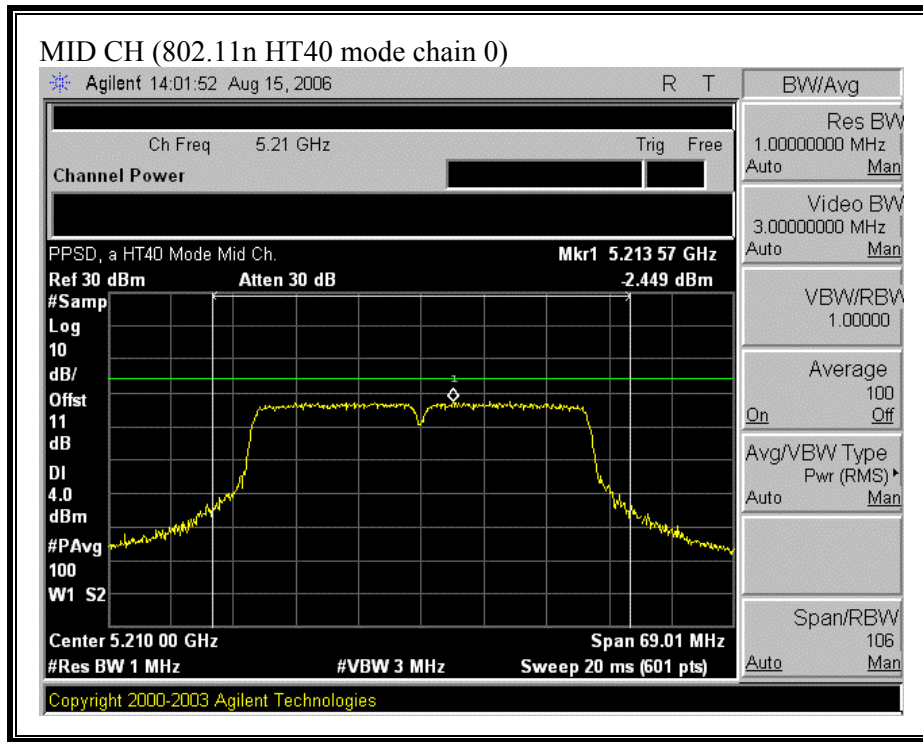 MID CH (802.11n HT40 mode chain 0)
Agilent 14:01:52 Aug 15, 2006 R T
Ch Freq 5.21 GHz Trig Free
Channel Power
PPSD, a HT40 Mode Mid Ch. Mkr1 5.213 57 GHz
Ref 30 dBm Atten 30 dB -2.449 dBm
#Samp
Log
10
dB/
Offst
11
dB
DI
4.0
dBm
#PAvg
100
W1 S2
1
Center 5.210 00 GHz Span 69.01 MHz
#Res BW 1 MHz #VBW 3 MHz Sweep 20 ms (601 pts)
Copyright 2000-2003 Agilent Technologies
BW/Avg
Res BW
1.00000000 MHz
Auto Man
Video BW
3.00000000 MHz
Auto Man
VBW/RBW
1.00000
Average
100
On Off
Avg/VBW Type
Pwr (RMS)
Auto Man
Span/RBW
106
Auto Man